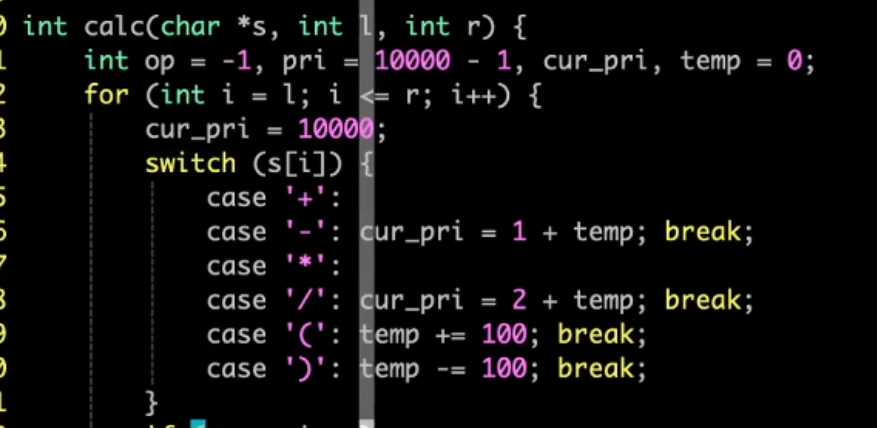 0 int calc(char *s, int l, int r) {
1 int op = -1, pri = 10000 - 1, cur_pri, temp = 0;
2 for (int i = l; i <= r; i++) {
3 cur_pri = 10000;
4 switch (s[i]) {
5 case '+':
6 case '-': cur_pri = 1 + temp; break;
7 case '*':
8 case '/': cur_pri = 2 + temp; break;
9 case '(': temp += 100; break;
0 case ')': temp -= 100; break;
1 }
if